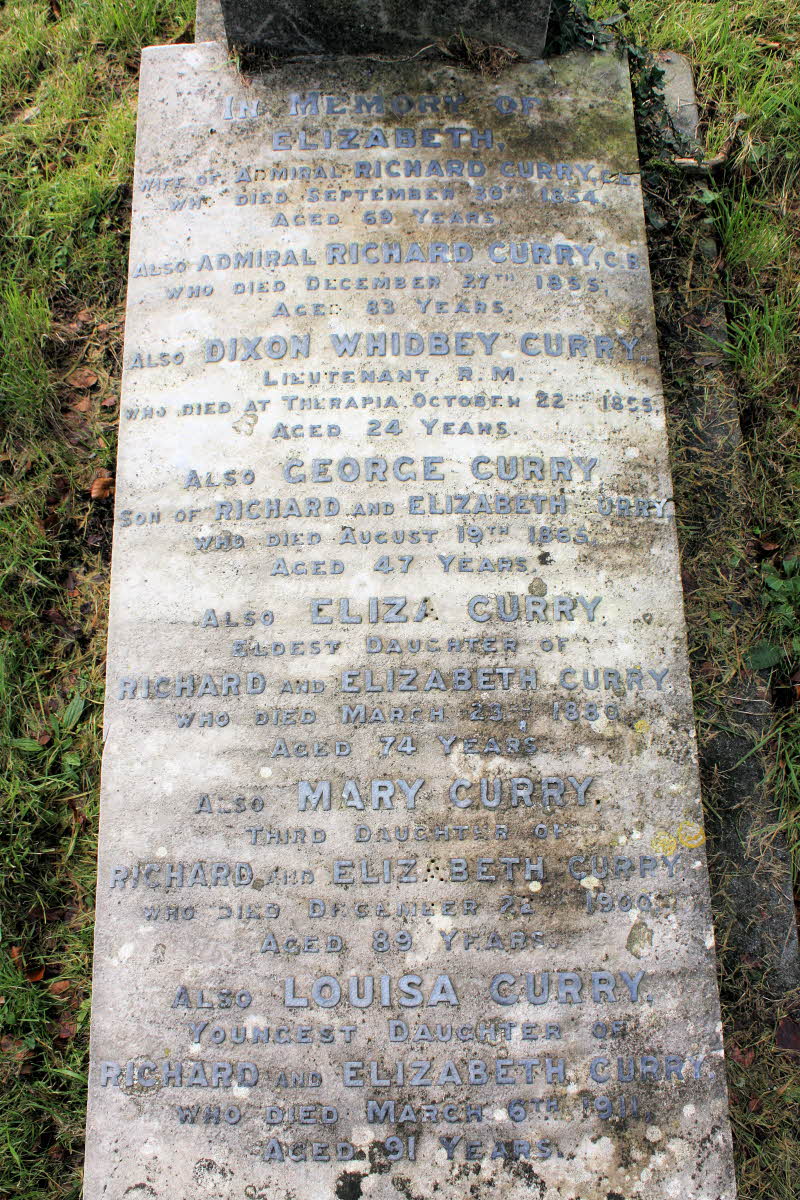 IN MEMORY OF
ELIZABETH,
WIFE OF ADMIRAL RICHARD CURRY, C.B.
WHO DIED SEPTEMBER 1854,
AGED 69 YEARS.
ALSO ADMIRAL RICHARD CURRY, C.B.
WHO DIED DECEMBER 27TH 1855,
AGED 83 YEARS.
ALSO DIXON WHIDBEY CURRY,
LIEUTENANT, R.M.
WHO DIED AT THERAPIA, OCTOBER 22ND
AGED 24 YEARS.
ALSO GEORGE CURRY,
SON OF RICHARD AND ELIZABETH URRY,
WHO DIED AUGUST 19TH 1865,
AGED 47 YEARS.
ALSO ELIZA CURRY,
ELDEST DAUGHTER OF
RICHARD AND ELIZABETH CURRY,
WHO DIED MARCH 23RD, 1880,
AGED 74 YEARS
ALSO MARY CURRY
THIRD DAUGHTER OF
RICHARD AND ELIZABETH CURRY,
WHO DIED DECEMBER 1900,
AGED 89 YEARS.
ALSO LOUISA CURRY,
YOUNGEST DAUGHTER OF
RICHARD AND ELIZABETH CURRY,
WHO DIED MARCH 6TH 1911,
AGED 91 YEARS.